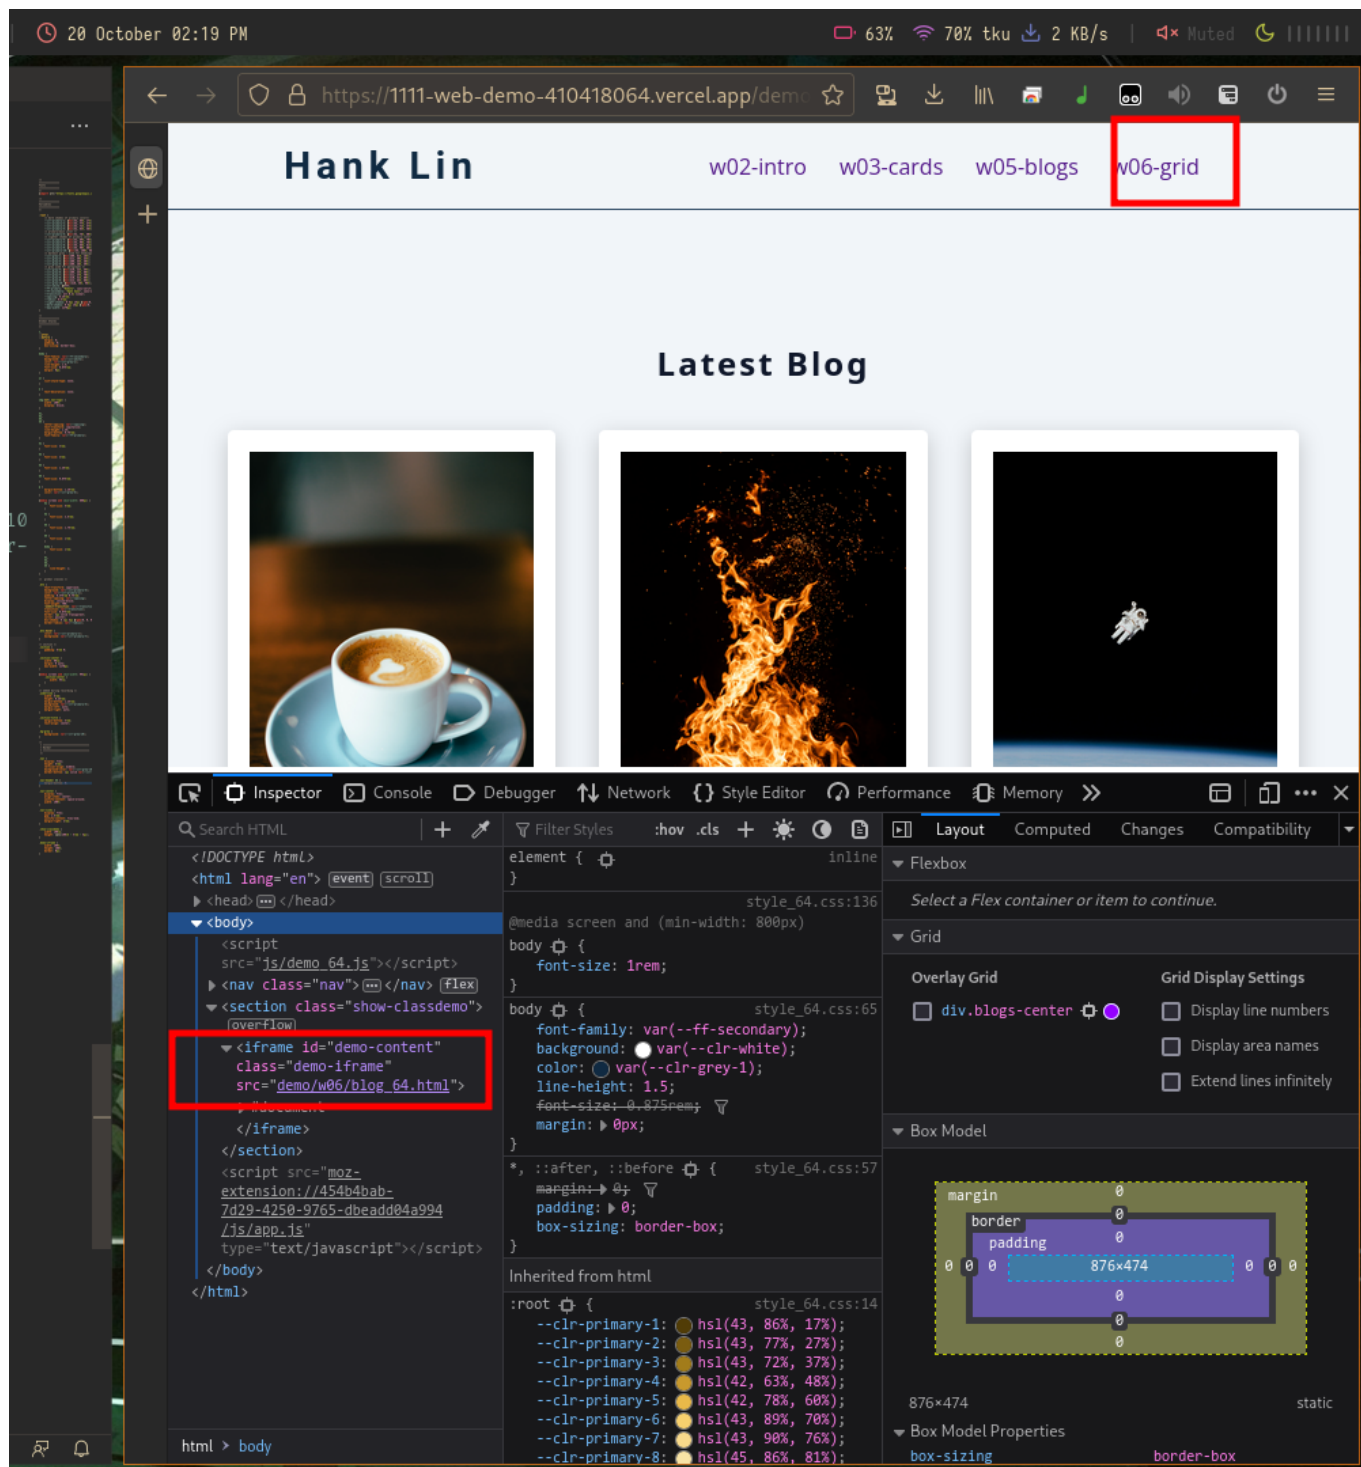 20 October 02:19 PM
63% 70% tku 2 KB/s | Muted
https://1111-web-demo-410418064.vercel.app/demo
Hank Lin
w02-intro w03-cards w05-blogs w06-grid
Latest Blog
10
r-
Inspector Console Debugger Network Style Editor Performance Memory
Search HTML
<!DOCTYPE html>
<html lang="en"> event scroll
<head> ••• </head>
<body>
<script
src="js/demo_64.js"></script>
<nav class="nav"> ••• </nav> flex
<section class="show-classdemo">
overflow
<iframe id="demo-content"
class="demo-iframe"
src="demo/w06/blog_64.html">
#document
</iframe>
</section>
<script src="moz-
extension://454b4bab-
7d29-4250-9765-dbeadd04a994
/js/app.js"
type="text/javascript"></script>
</body>
</html>
html > body
Filter Styles :hov .cls
element { inline
}
style_64.css:136
@media screen and (min-width: 800px)
body {
font-size: 1rem;
}
body { style_64.css:65
font-family: var(--ff-secondary);
background: var(--clr-white);
color: var(--clr-grey-1);
line-height: 1.5;
font-size: 0.875rem;
margin: 0px;
}
*, ::after, ::before { style_64.css:57
margin: 0;
padding: 0;
box-sizing: border-box;
}
Inherited from html
:root { style_64.css:14
--clr-primary-1: hsl(43, 86%, 17%);
--clr-primary-2: hsl(43, 77%, 27%);
--clr-primary-3: hsl(43, 72%, 37%);
--clr-primary-4: hsl(42, 63%, 48%);
--clr-primary-5: hsl(42, 78%, 60%);
--clr-primary-6: hsl(43, 89%, 70%);
--clr-primary-7: hsl(43, 90%, 76%);
--clr-primary-8: hsl(45, 86%, 81%);
Layout Computed Changes Compatibility
Flexbox
Select a Flex container or item to continue.
Grid
Overlay Grid Grid Display Settings
div.blogs-center Display line numbers
Display area names
Extend lines infinitely
Box Model
margin 0
border 0
padding 0
0 0 0 876×474 0 0 0
0
0
0
876×474 static
Box Model Properties
box-sizing border-box